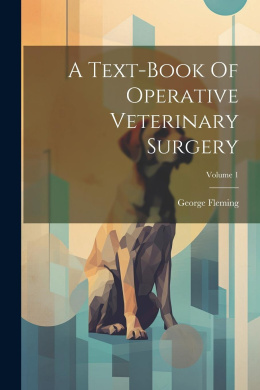 A Text-Book Of
Operative
Veterinary
Surgery
Volume 1
George Fleming